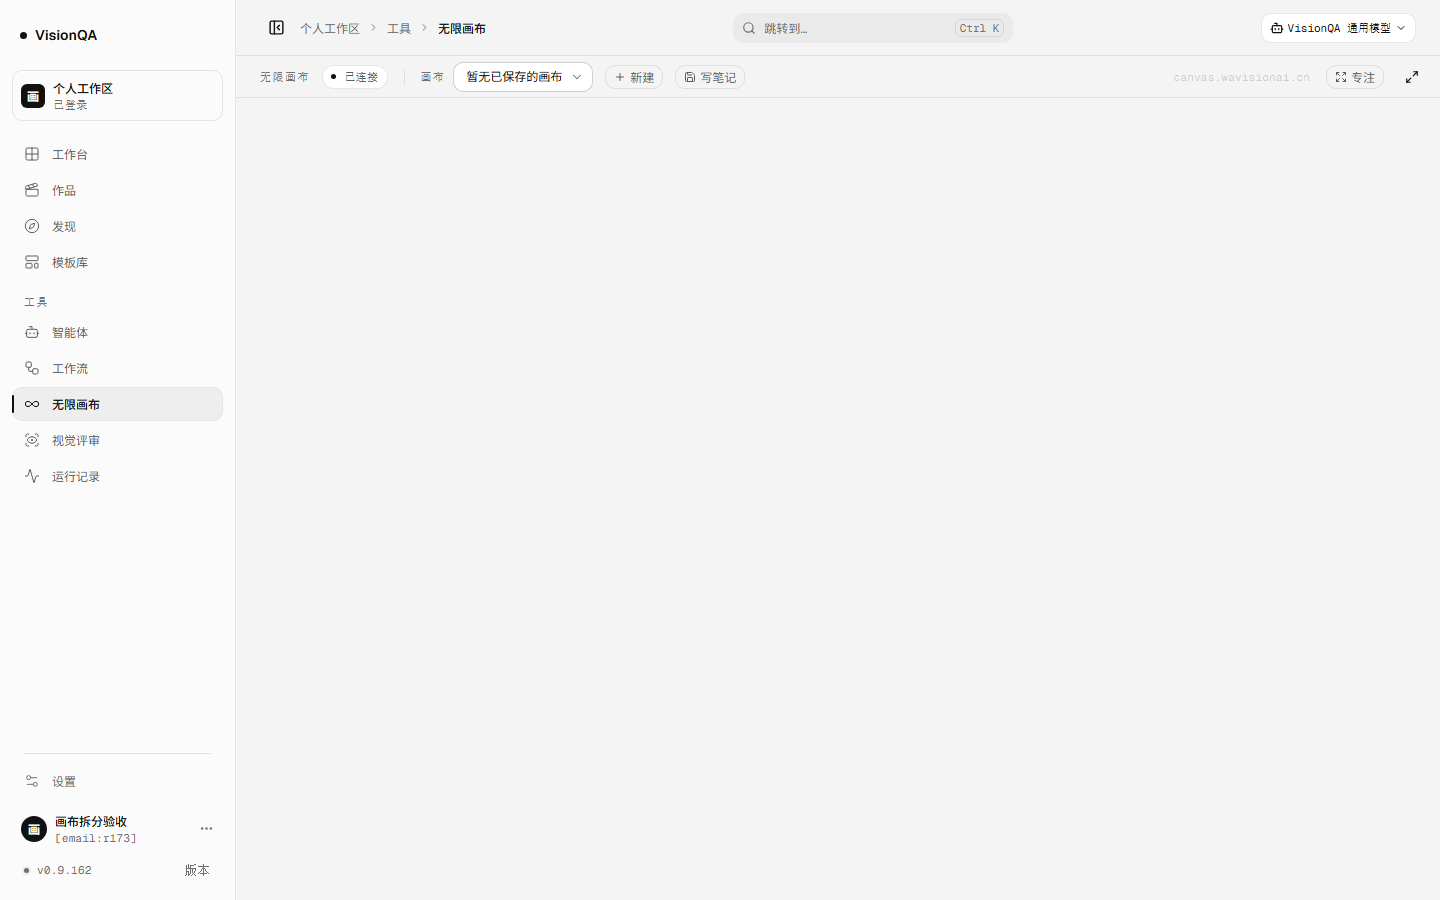 VisionQA
画
个人工作区
已登录
工作台
作品
发现
模板库
工具
智能体
工作流
无限画布
视觉评审
运行记录
设置
画
画布拆分验收
[email:r173]
v0.9.162
版本
个人工作区
工具
无限画布
跳转到…
Ctrl K
VisionQA 通用模型
无限画布
已连接
画布
暂无已保存的画布
新建
写笔记
canvas.wavisionai.cn
专注